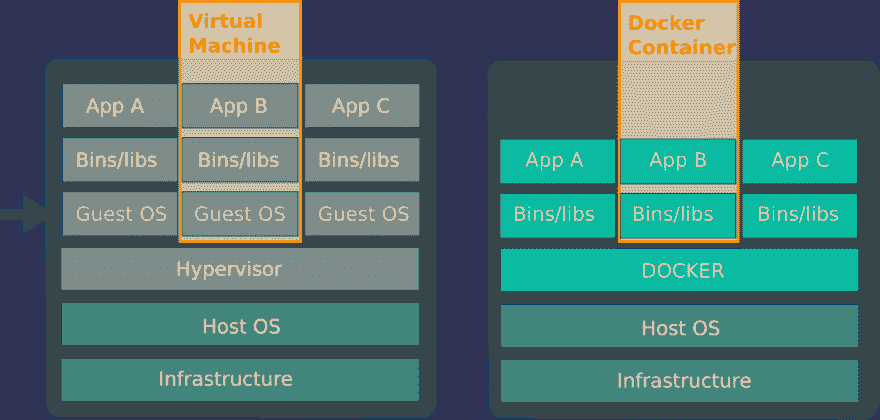 Virtual
Machine
App A App B App C
Bins/libs Bins/libs Bins/libs
Guest OS Guest OS Guest OS
Hypervisor
Host OS
Infrastructure
Docker
Container
App A App B App C
Bins/libs Bins/libs Bins/libs
DOCKER
Host OS
Infrastructure